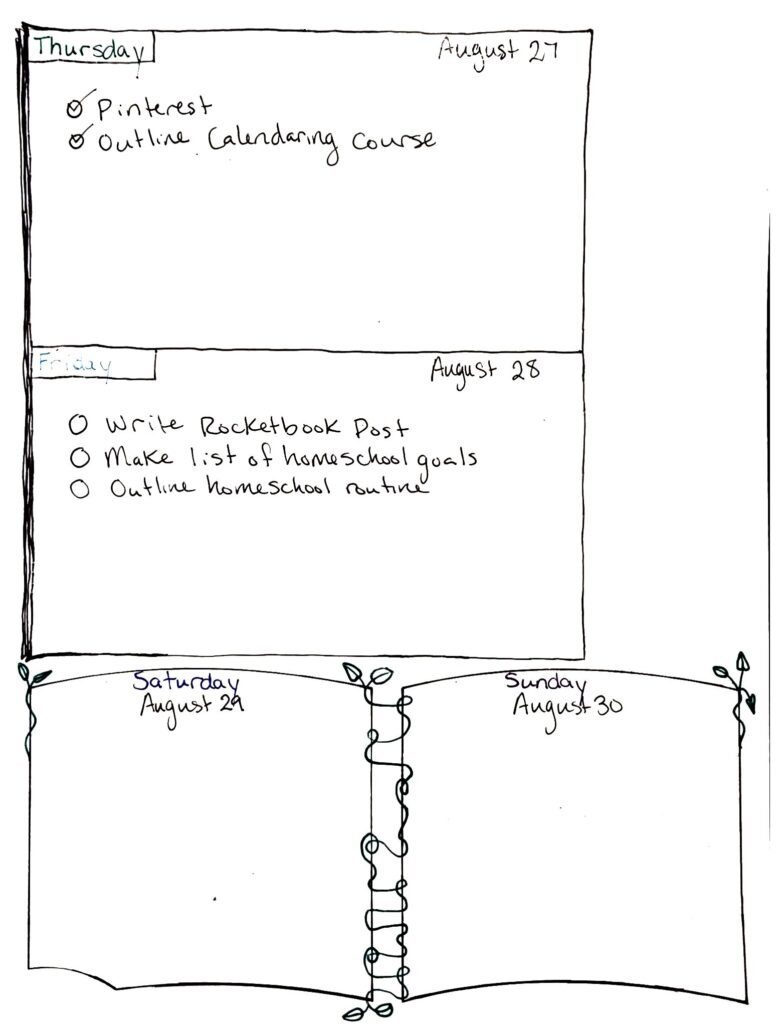 Thursday
August 27
Pinterest
Outline Calendaring Course
Friday
August 28
Write Rocketbook Post
Make list of homeschool goals
Outline homeschool routine
Saturday
August 29
Sunday
August 30